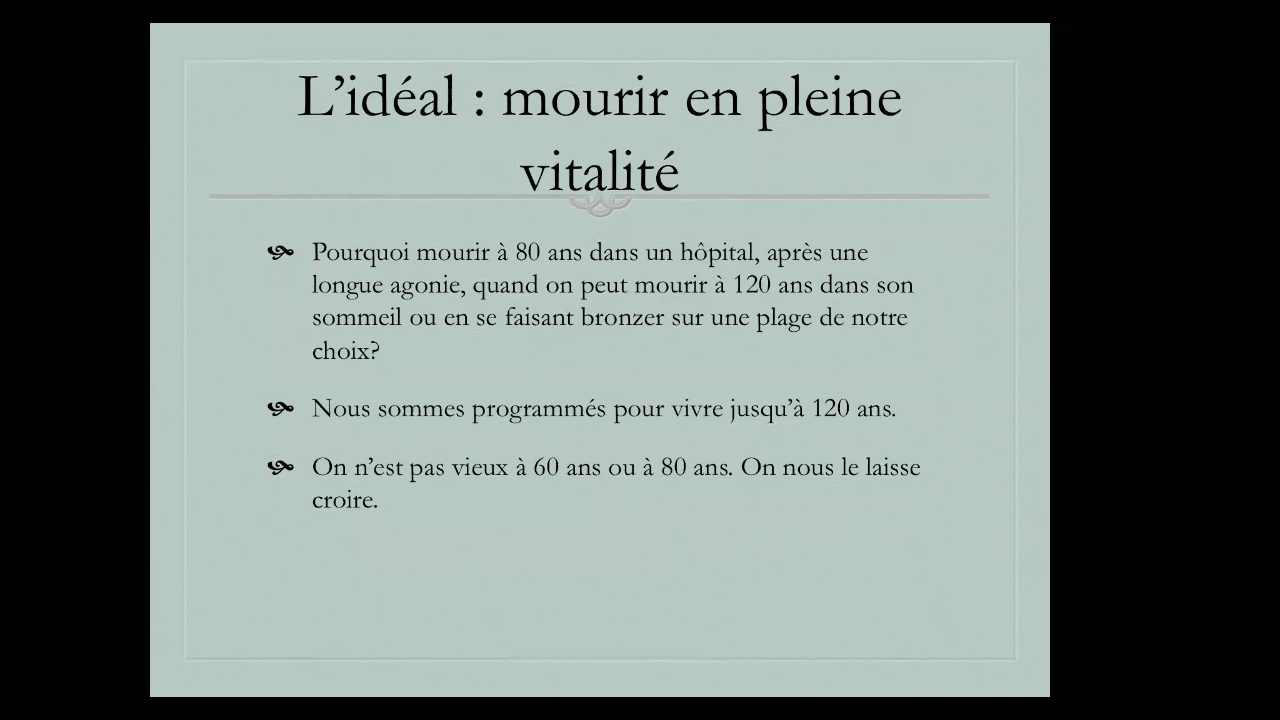 L’idéal : mourir en pleine
vitalité
Pourquoi mourir à 80 ans dans un hôpital, après une
longue agonie, quand on peut mourir à 120 ans dans son
sommeil ou en se faisant bronzer sur une plage de notre
choix?
Nous sommes programmés pour vivre jusqu’à 120 ans.
On n’est pas vieux à 60 ans ou à 80 ans. On nous le laisse
croire.